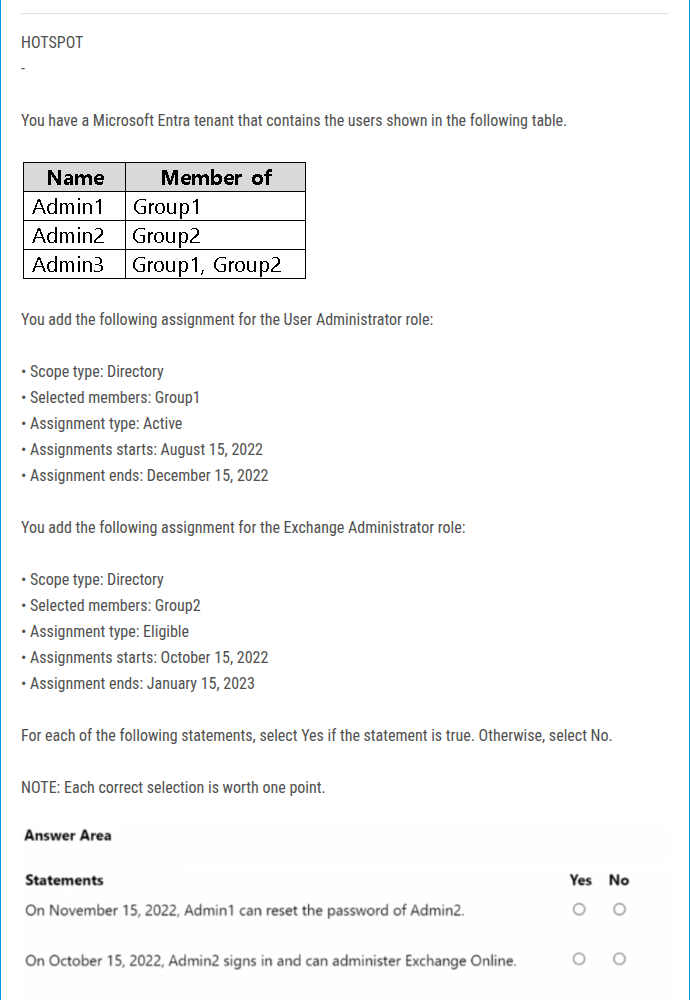 HOTSPOT
-
You have a Microsoft Entra tenant that contains the users shown in the following table.
Name Member of
Admin1 Group1
Admin2 Group2
Admin3 Group1, Group2
You add the following assignment for the User Administrator role:
• Scope type: Directory
• Selected members: Group1
• Assignment type: Active
• Assignments starts: August 15, 2022
• Assignment ends: December 15, 2022
You add the following assignment for the Exchange Administrator role:
• Scope type: Directory
• Selected members: Group2
• Assignment type: Eligible
• Assignments starts: October 15, 2022
• Assignment ends: January 15, 2023
For each of the following statements, select Yes if the statement is true. Otherwise, select No.
NOTE: Each correct selection is worth one point.
Answer Area
Statements Yes No
On November 15, 2022, Admin1 can reset the password of Admin2.
On October 15, 2022, Admin2 signs in and can administer Exchange Online.